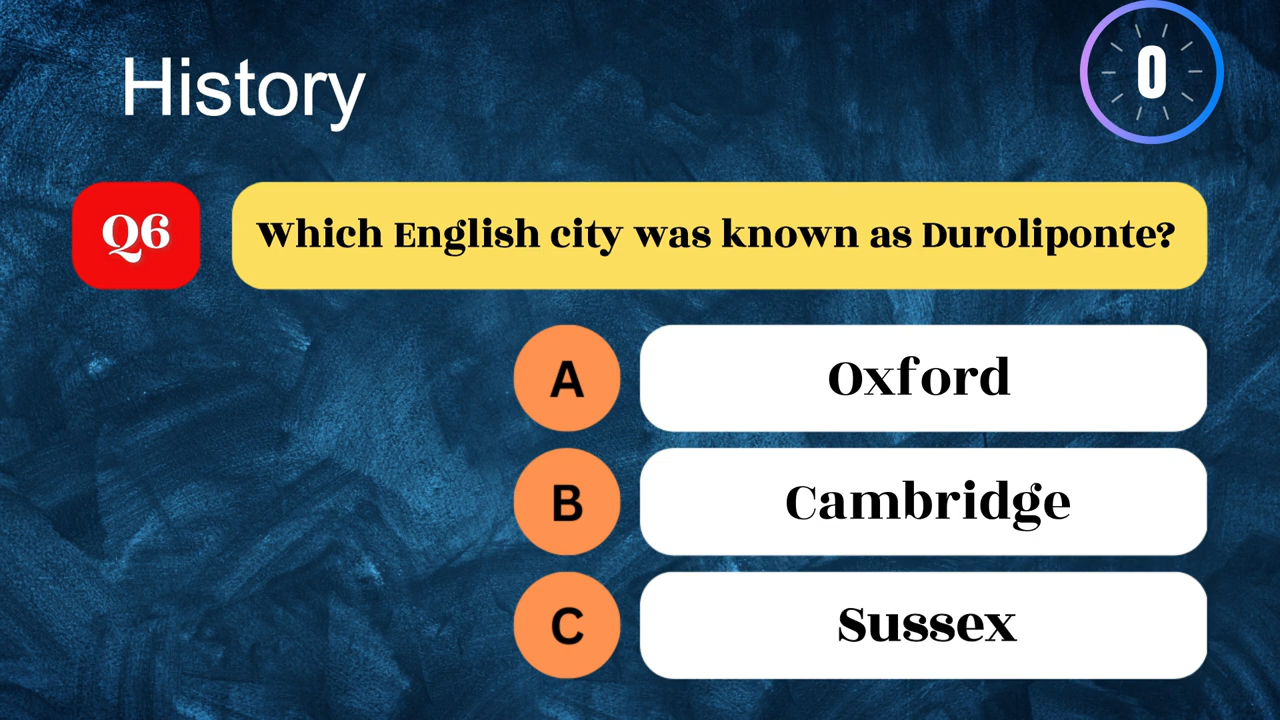 History
0
Q6
Which English city was known as Duroliponte?
A
Oxford
B
Cambridge
C
Sussex